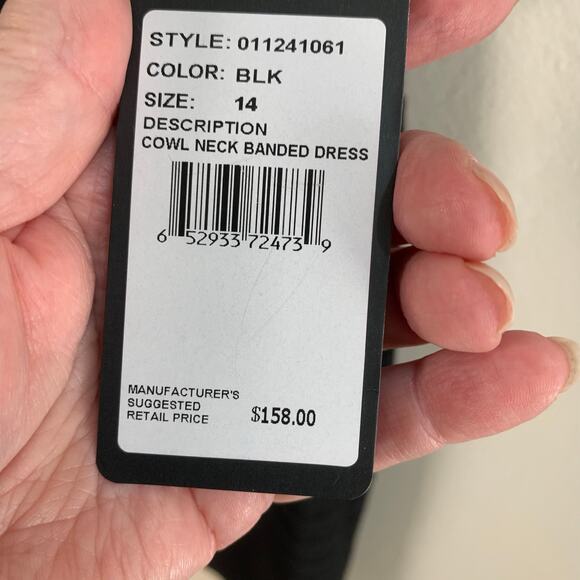 STYLE: 011241061
COLOR: BLK
SIZE: 14
DESCRIPTION
COWL NECK BANDED DRESS
6 52933 72473 9
MANUFACTURER'S
SUGGESTED
RETAIL PRICE $158.00